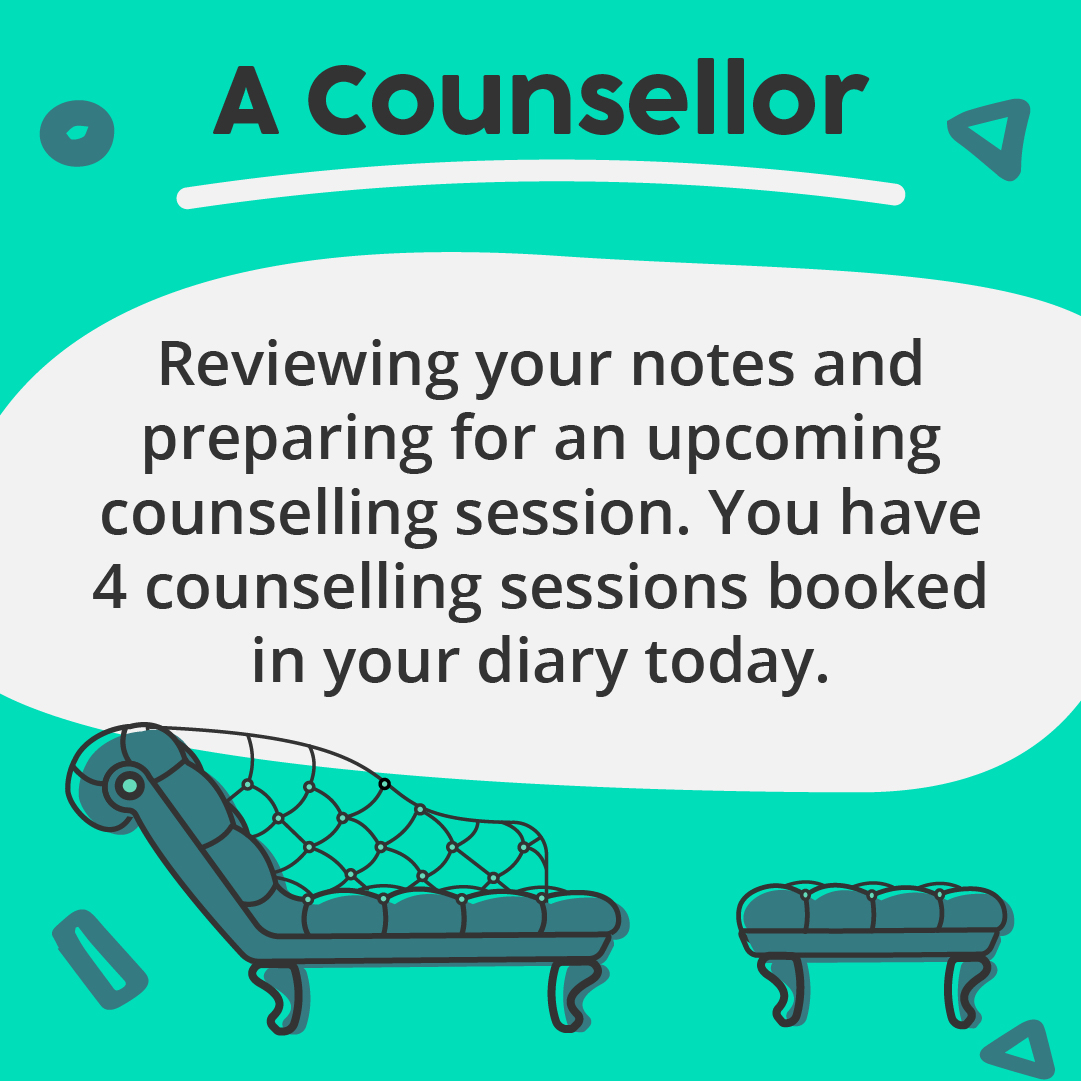 A Counsellor
Reviewing your notes and
preparing for an upcoming
counselling session. You have
4 counselling sessions booked
in your diary today.